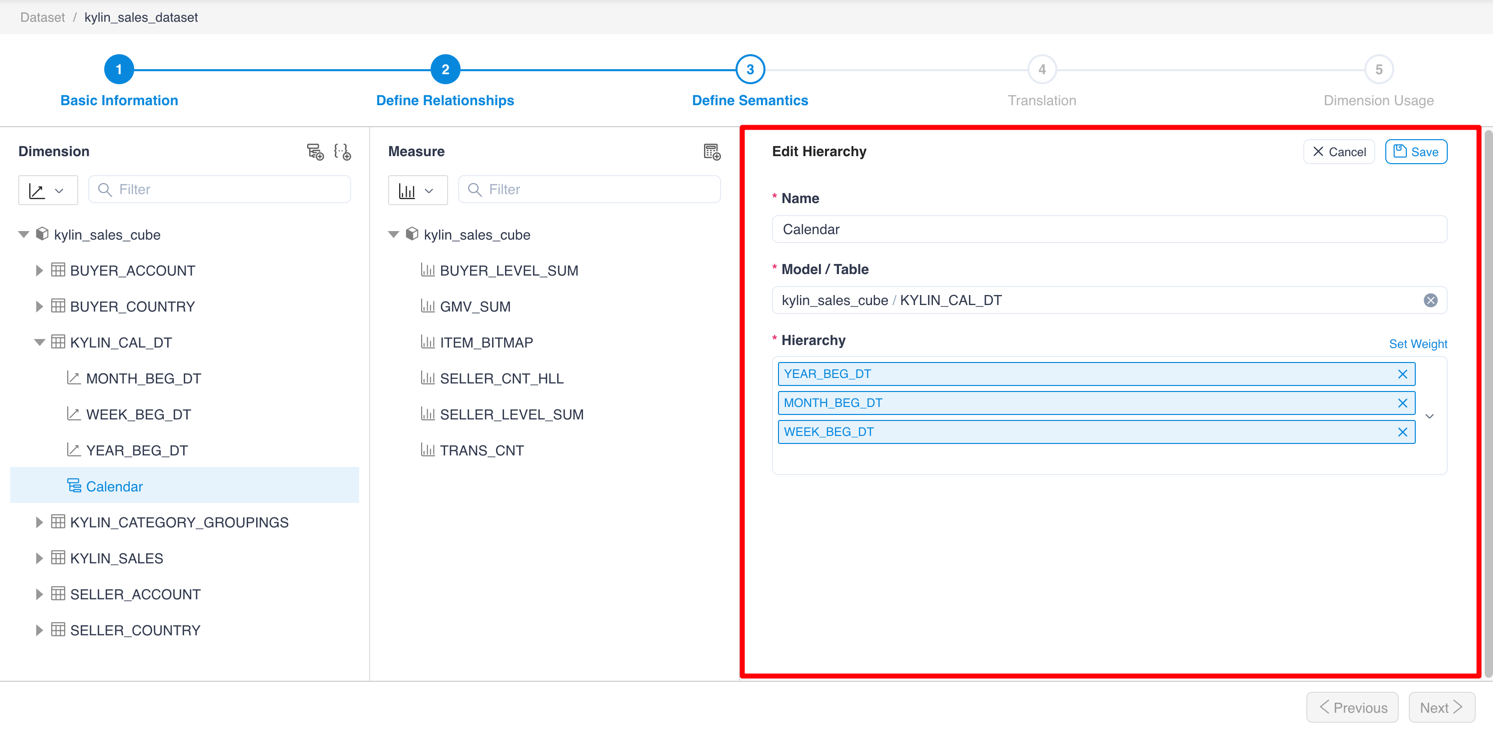 Dataset / kylin_sales_dataset
1
2
3
4
5
Basic Information
Define Relationships
Define Semantics
Translation
Dimension Usage
Dimension
Filter
kylin_sales_cube
BUYER_ACCOUNT
BUYER_COUNTRY
KYLIN_CAL_DT
MONTH_BEG_DT
WEEK_BEG_DT
YEAR_BEG_DT
Calendar
KYLIN_CATEGORY_GROUPINGS
KYLIN_SALES
SELLER_ACCOUNT
SELLER_COUNTRY
Measure
Filter
kylin_sales_cube
BUYER_LEVEL_SUM
GMV_SUM
ITEM_BITMAP
SELLER_CNT_HLL
SELLER_LEVEL_SUM
TRANS_CNT
Edit Hierarchy
Cancel
Save
* Name
Calendar
* Model / Table
kylin_sales_cube / KYLIN_CAL_DT
* Hierarchy
Set Weight
YEAR_BEG_DT
MONTH_BEG_DT
WEEK_BEG_DT
Previous
Next